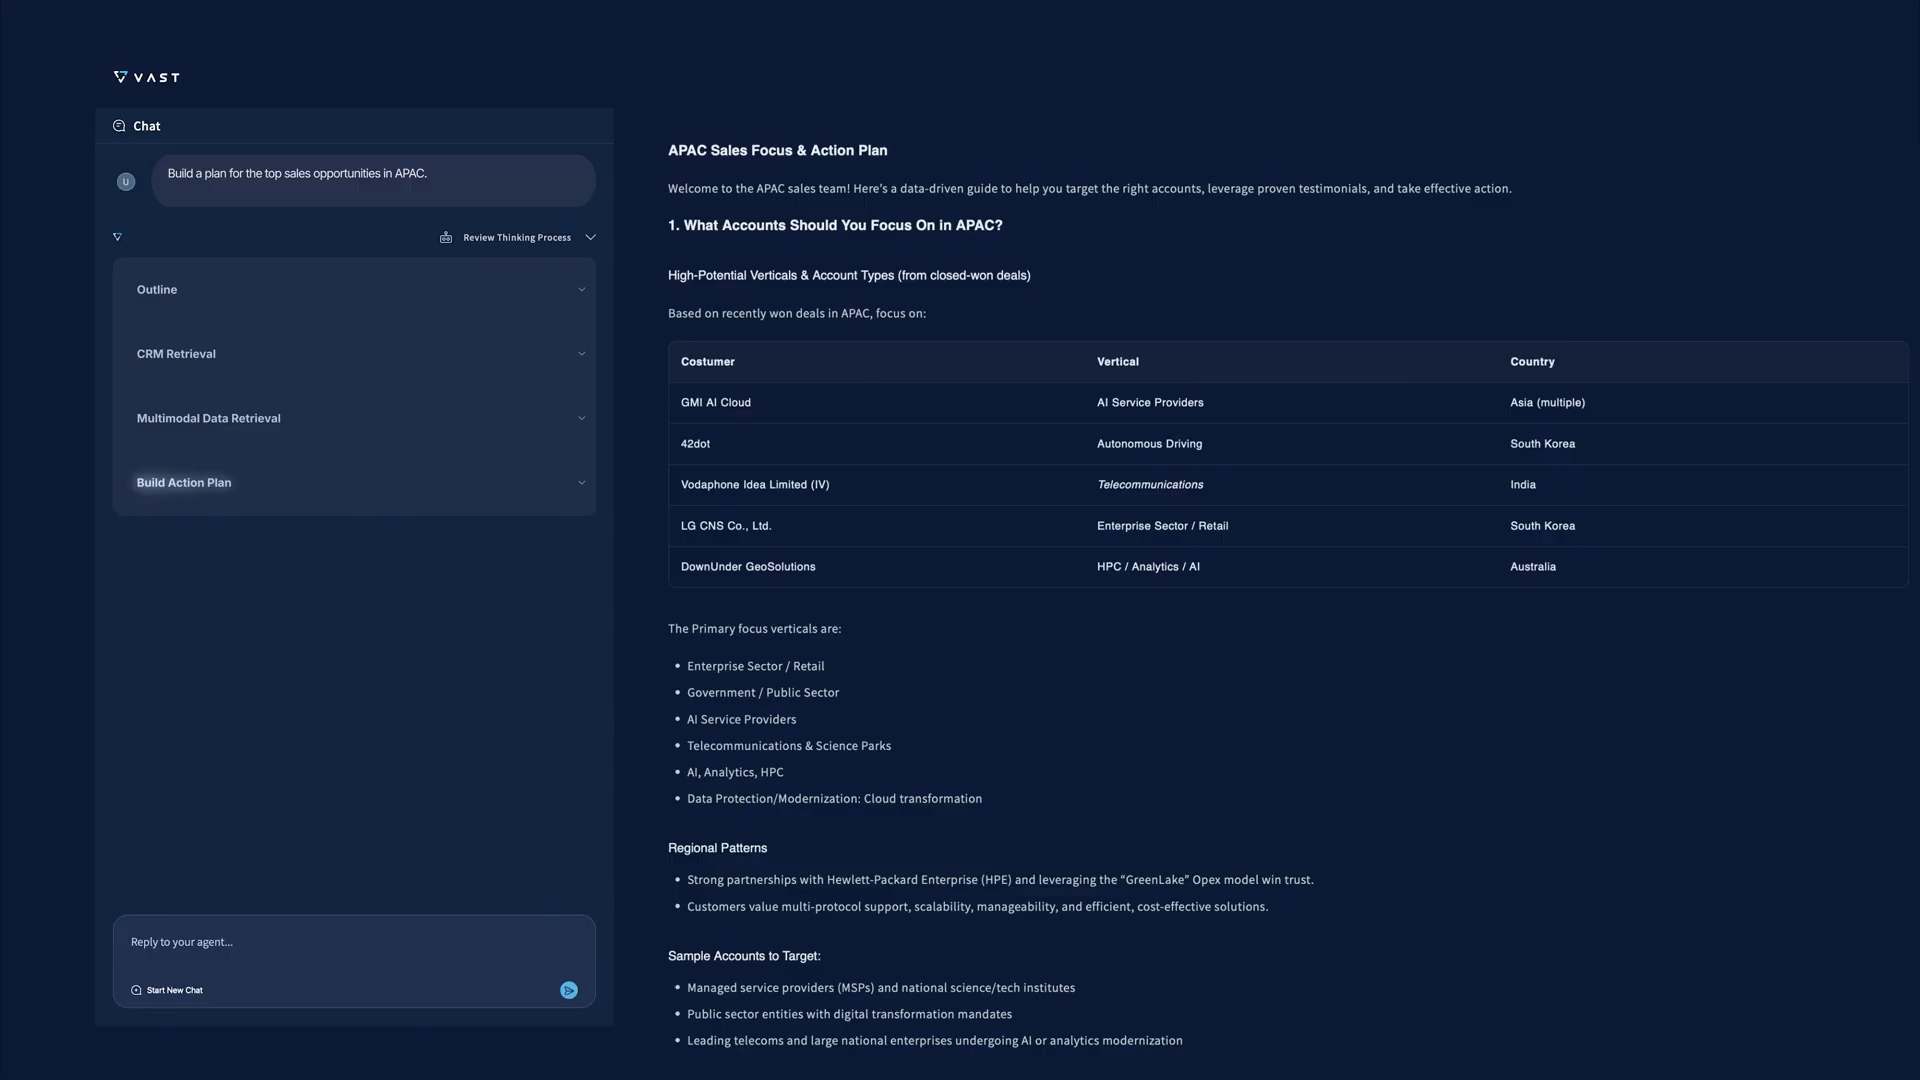 VAST
Chat
U
Build a plan for the top sales opportunities in APAC.
Review Thinking Process
Outline
CRM Retrieval
Multimodal Data Retrieval
Build Action Plan
Reply to your agent...
Start New Chat
APAC Sales Focus & Action Plan
Welcome to the APAC sales team! Here’s a data-driven guide to help you target the right accounts, leverage proven testimonials, and take effective action.
1. What Accounts Should You Focus On in APAC?
High-Potential Verticals & Account Types (from closed-won deals)
Based on recently won deals in APAC, focus on:
Costumer Vertical Country
GMI AI Cloud AI Service Providers Asia (multiple)
42dot Autonomous Driving South Korea
Vodaphone Idea Limited (IV) Telecommunications India
LG CNS Co., Ltd. Enterprise Sector / Retail South Korea
DownUnder GeoSolutions HPC / Analytics / AI Australia
The Primary focus verticals are:
• Enterprise Sector / Retail
• Government / Public Sector
• AI Service Providers
• Telecommunications & Science Parks
• AI, Analytics, HPC
• Data Protection/Modernization: Cloud transformation
Regional Patterns
• Strong partnerships with Hewlett-Packard Enterprise (HPE) and leveraging the “GreenLake” Opex model win trust.
• Customers value multi-protocol support, scalability, manageability, and efficient, cost-effective solutions.
Sample Accounts to Target:
• Managed service providers (MSPs) and national science/tech institutes
• Public sector entities with digital transformation mandates
• Leading telecoms and large national enterprises undergoing AI or analytics modernization